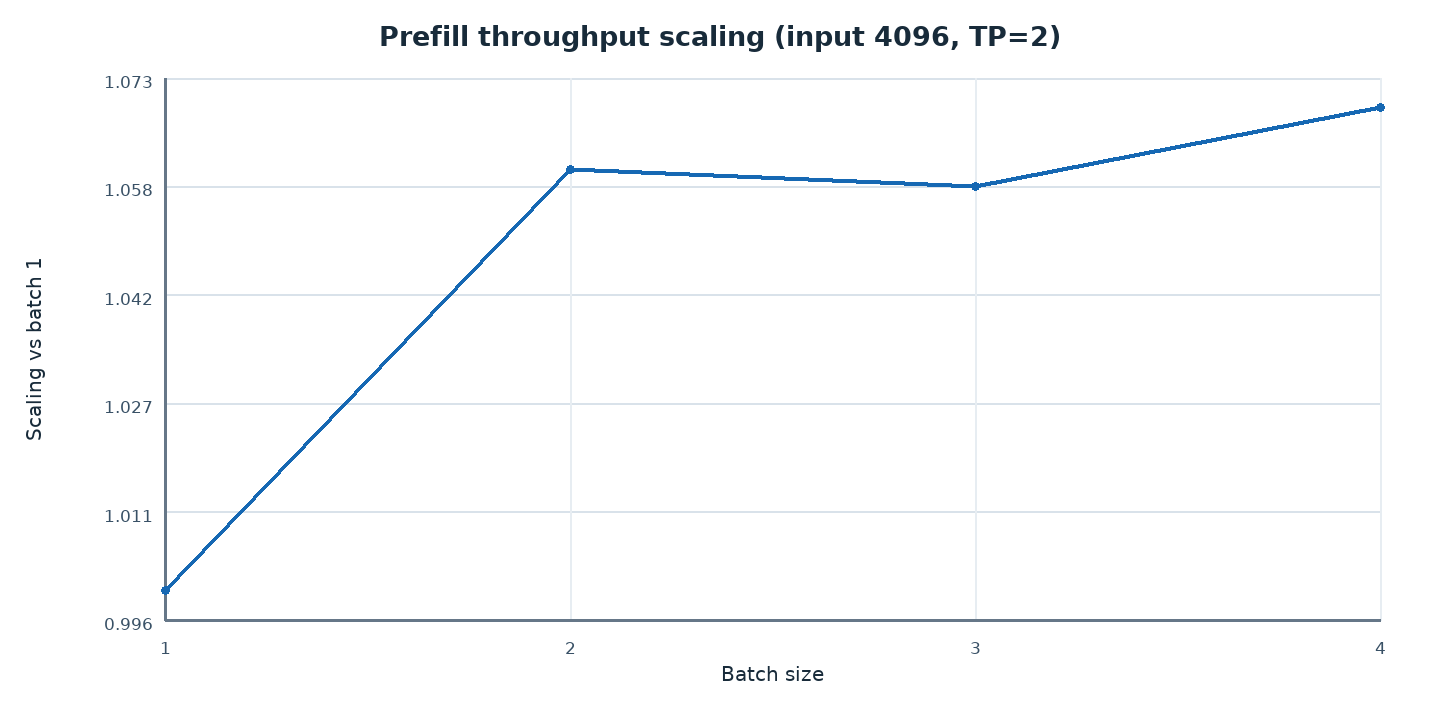 Prefill throughput scaling (input 4096, TP=2)
1.073
1.058
1.042
1.027
1.011
0.996
Scaling vs batch 1
1 2 3 4
Batch size